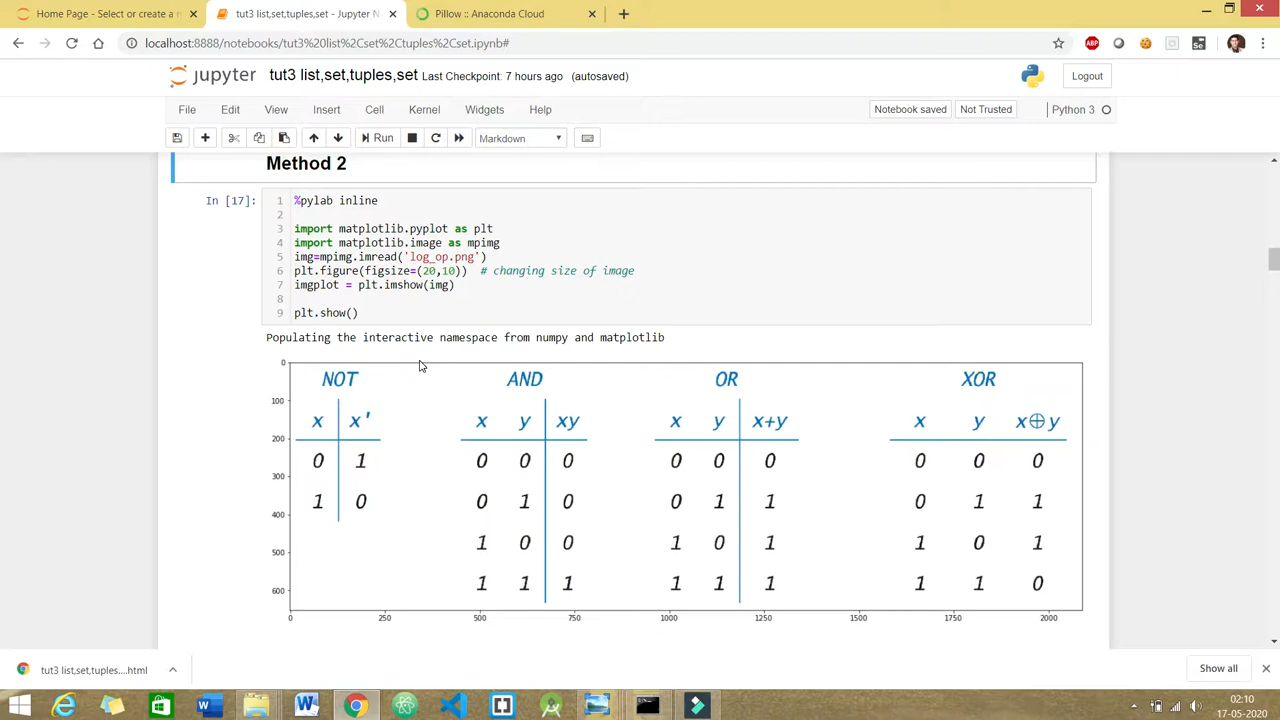 Home Page - Select or create a n
tut3 list,set,tuples,set - Jupyter N
Pillow :: Anaconda Cloud
localhost:8888/notebooks/tut3%20list%2Cset%2Ctuples%2Cset.ipynb#
ABP
Se
jupyter tut3 list,set,tuples,set Last Checkpoint: 7 hours ago (autosaved)
Logout
File Edit View Insert Cell Kernel Widgets Help
Notebook saved Not Trusted Python 3
Run Markdown
Method 2
In [17]:
1 %pylab inline
2
3 import matplotlib.pyplot as plt
4 import matplotlib.image as mpimg
5 img=mpimg.imread('log_op.png')
6 plt.figure(figsize=(20,10)) # changing size of image
7 imgplot = plt.imshow(img)
8
9 plt.show()
Populating the interactive namespace from numpy and matplotlib
0
NOT AND OR XOR
100
x x' x y xy x y x+y x y x⊕y
200
0 1 0 0 0 0 0 0 0 0 0
300
1 0 0 1 0 0 1 1 0 1 1
400
1 0 0 1 0 1 1 0 1
500
1 1 1 1 1 1 1 1 0
600
0 250 500 750 1000 1250 1500 1750 2000
tut3 list,set,tuples....html
Show all
02:10
17-05-2020